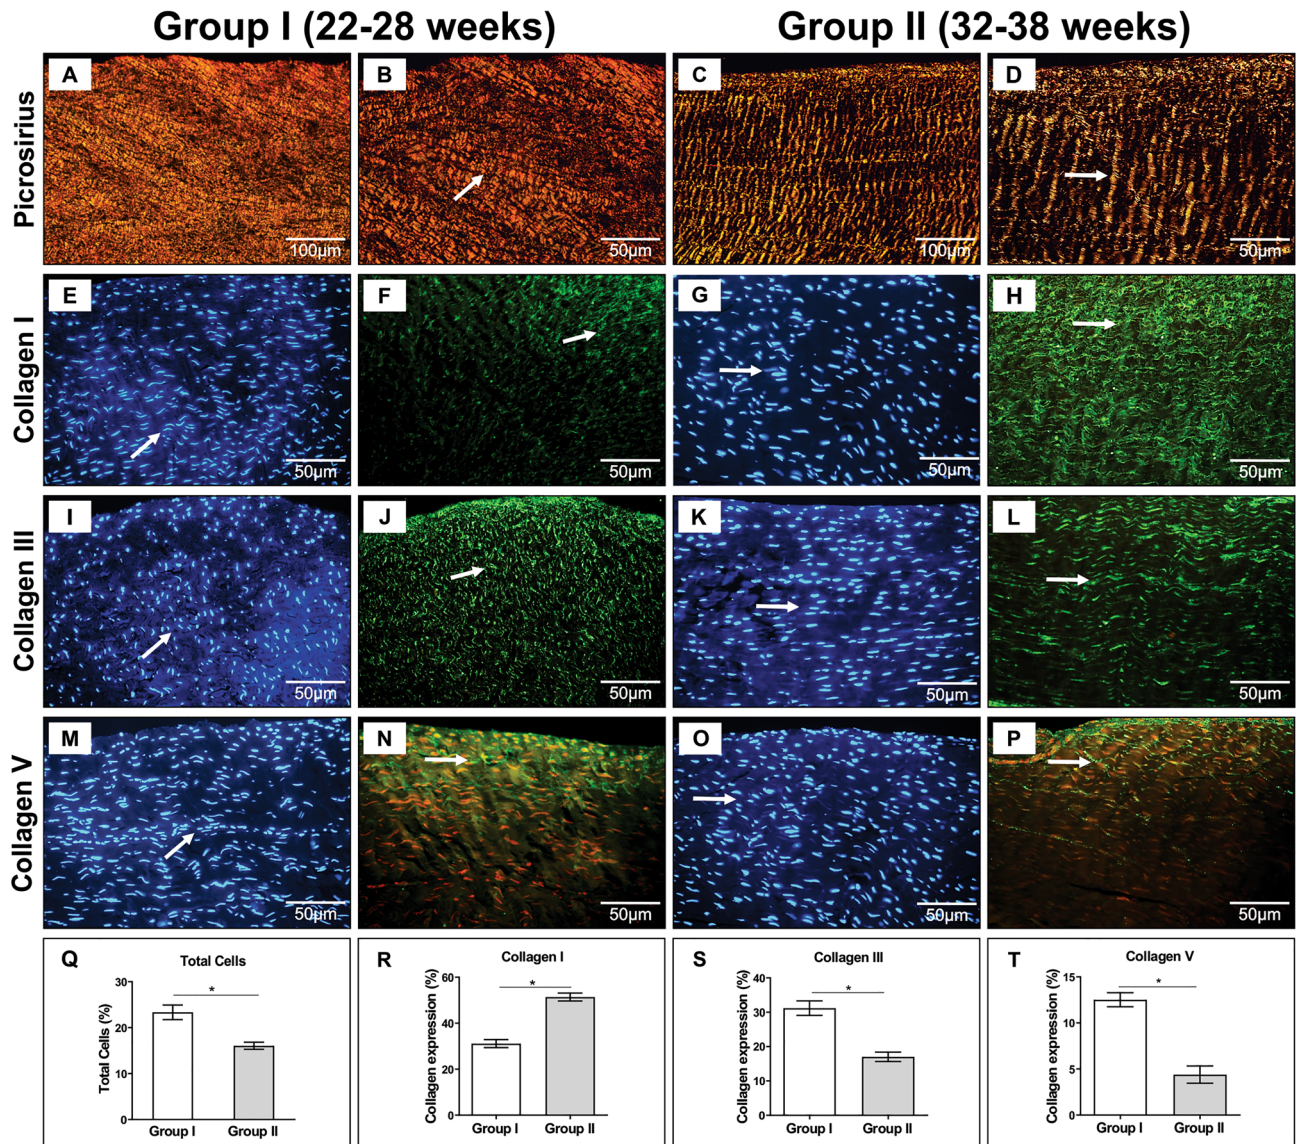 Group I (22-28 weeks)
Group II (32-38 weeks)
Picrosirius
A
100µm
B
50µm
C
100µm
D
50µm
Collagen I
E
50µm
F
50µm
G
50µm
H
50µm
Collagen III
I
50µm
J
50µm
K
50µm
L
50µm
Collagen V
M
50µm
N
50µm
O
50µm
P
50µm
Q
Total Cells
Total Cells (%)
30
20
10
0
*
Group I
Group II
R
Collagen I
Collagen expression (%)
60
40
20
0
*
Group I
Group II
S
Collagen III
Collagen expression (%)
40
30
20
10
0
*
Group I
Group II
T
Collagen V
Collagen expression (%)
15
10
5
0
*
Group I
Group II